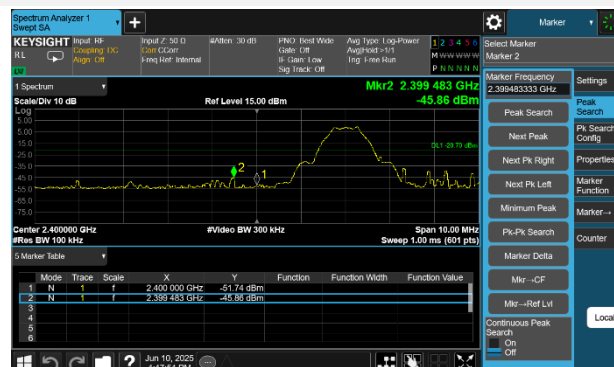 Spectrum Analyzer 1
Swept SA
Marker
KEYSIGHT
RL
Input: RF
Coupling: DC
Align: Off
Input Z: 50 Ω
Corr CCorr
Freq Ref: Internal
#Atten: 30 dB
PNO: Best Wide
Gate: Off
IF Gain: Low
Sig Track: Off
Avg Type: Log-Power
Avg|Hold:>1/1
Trig: Free Run
1 2 3 4 5 6
M W W W W W
P N N N N N
Select Marker
Marker 2
LW
1 Spectrum
Scale/Div 10 dB
Log
Ref Level 15.00 dBm
Mkr2 2.399 483 GHz
-45.86 dBm
5.00
-5.00
-15.0
-25.0
-35.0
-45.0
-55.0
-65.0
-75.0
DL1 -28.70 dBm
2
1
Center 2.400000 GHz
#Res BW 100 kHz
#Video BW 300 kHz
Span 10.00 MHz
Sweep 1.00 ms (601 pts)
5 Marker Table
Mode Trace Scale X Y Function Function Width Function Value
1 N 1 f 2.400 000 GHz -51.74 dBm
2 N 1 f 2.399 483 GHz -45.86 dBm
3
4
5
6
Marker Frequency
2.399483333 GHz
Peak Search
Next Peak
Next Pk Right
Next Pk Left
Minimum Peak
Pk-Pk Search
Marker Delta
Mkr→CF
Mkr→Ref Lvl
Continuous Peak
Search
On
Off
Settings
Peak
Search
Pk Search
Config
Properties
Marker
Function
Marker→
Counter
Local
?
Jun 10, 2025